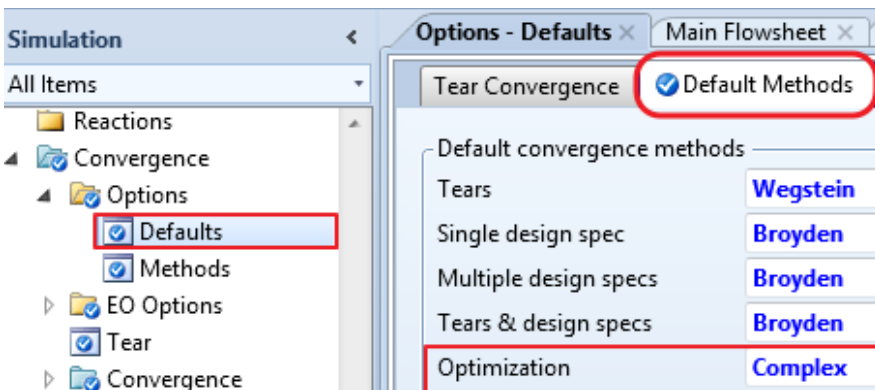 Simulation
All Items
Reactions
Convergence
Options
Defaults
Methods
EO Options
Tear
Convergence
Options - Defaults
Main Flowsheet
Tear Convergence
Default Methods
Default convergence methods
Tears Wegstein
Single design spec Broyden
Multiple design specs Broyden
Tears & design specs Broyden
Optimization Complex